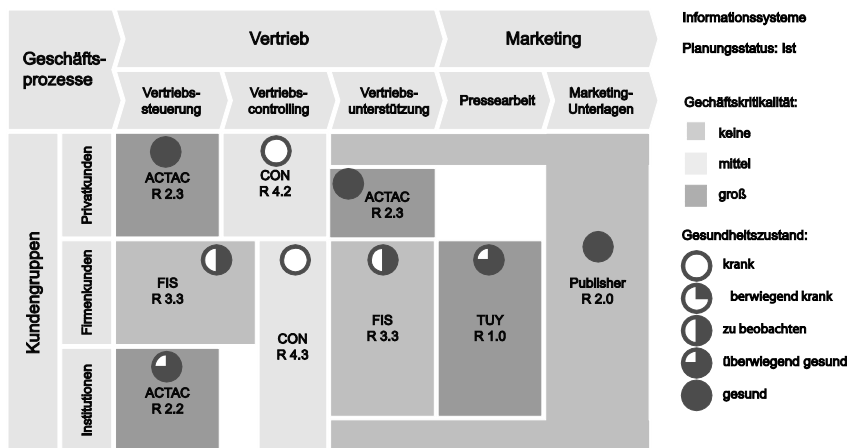 Geschäfts-
prozesse
Vertrieb
Marketing
Vertriebs-
steuerung
Vertriebs-
controlling
Vertriebs-
unterstützung
Pressearbeit
Marketing-
Unterlagen
Kundengruppen
Privatkunden
Firmenkunden
Institutionen
ACTAC
R 2.3
CON
R 4.2
ACTAC
R 2.3
FIS
R 3.3
CON
R 4.3
FIS
R 3.3
TUY
R 1.0
Publisher
R 2.0
ACTAC
R 2.2
Informationssysteme
Planungsstatus: Ist
Gechäftskritikalität:
keine
mittel
groß
Gesundheitszustand:
krank
berwiegend krank
zu beobachten
überwiegend gesund
gesund